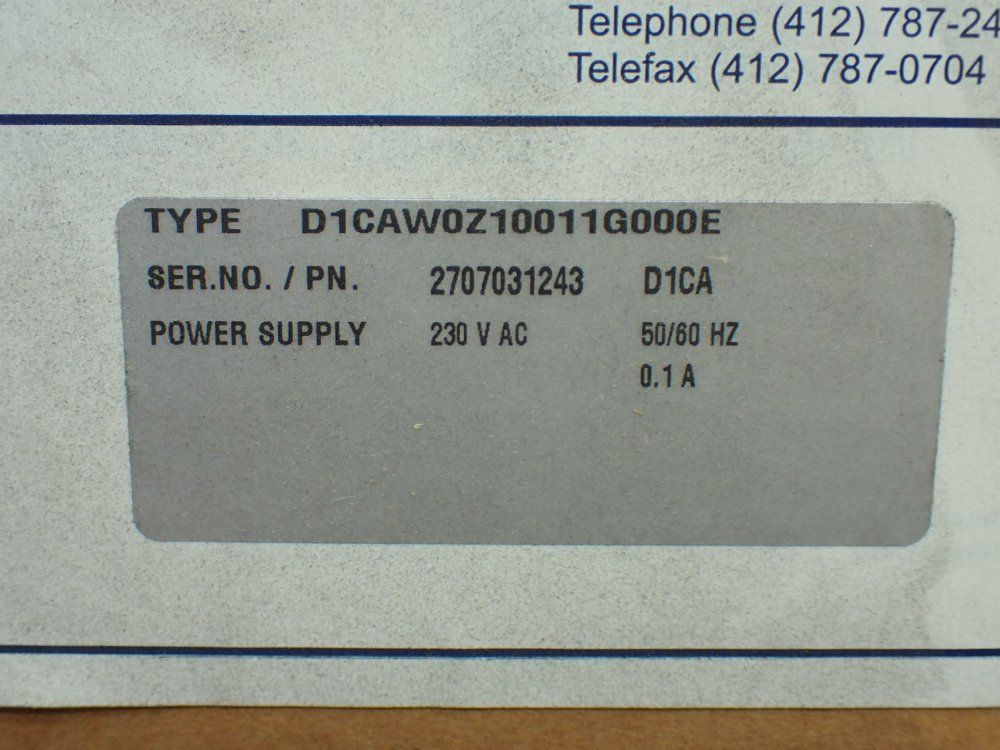 Telephone (412) 787-24
Telefax (412) 787-0704
TYPE D1CAW0Z10011G000E
SER.NO. / PN. 2707031243 D1CA
POWER SUPPLY 230 V AC 50/60 HZ
0.1 A